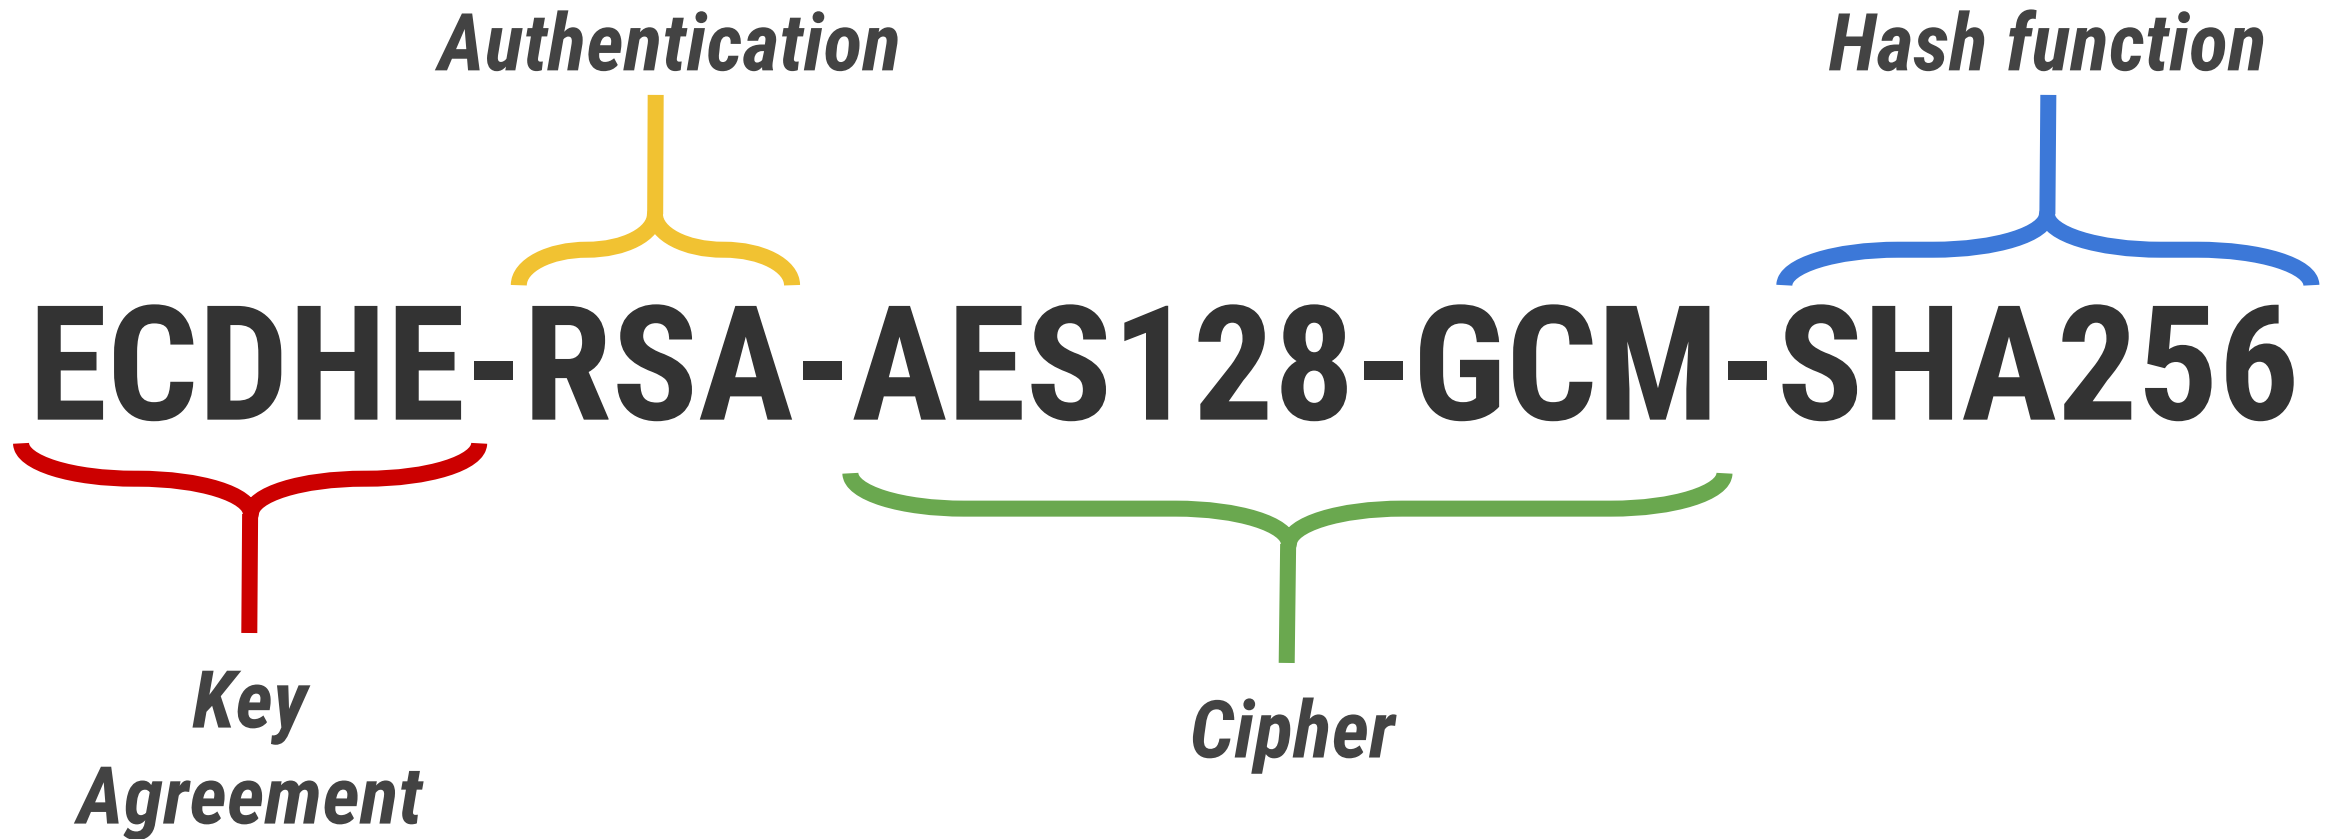 Authentication
Hash function
ECDHE-RSA-AES128-GCM-SHA256
Key
Agreement
Cipher